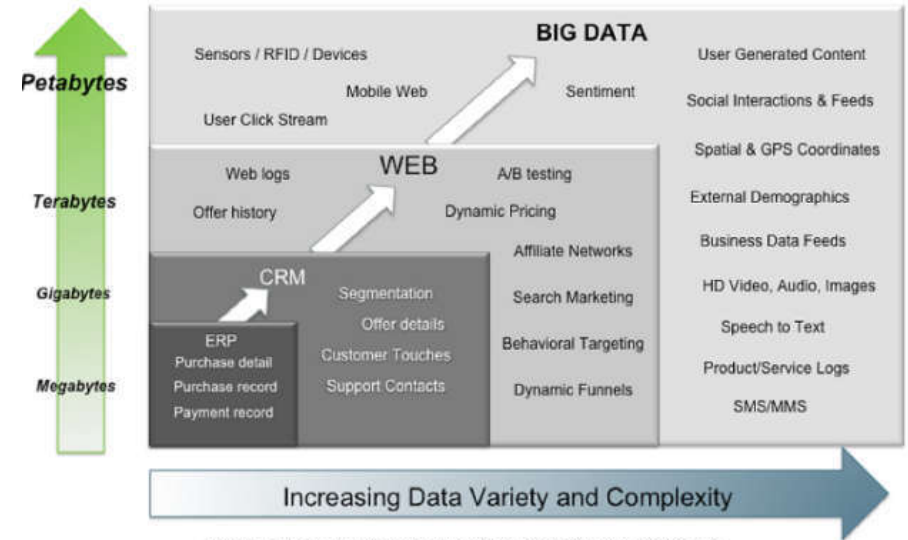 BIG DATA
Sensors / RFID / Devices
User Generated Content
Petabytes
Mobile Web
Sentiment
Social Interactions & Feeds
User Click Stream
Spatial & GPS Coordinates
WEB
Web logs
A/B testing
Terabytes
External Demographics
Offer history
Dynamic Pricing
Business Data Feeds
Affiliate Networks
CRM
HD Video, Audio, Images
Gigabytes
Segmentation
Search Marketing
Offer details
Speech to Text
ERP
Customer Touches
Behavioral Targeting
Purchase detail
Product/Service Logs
Megabytes
Purchase record
Support Contacts
Dynamic Funnels
Payment record
SMS/MMS
Increasing Data Variety and Complexity